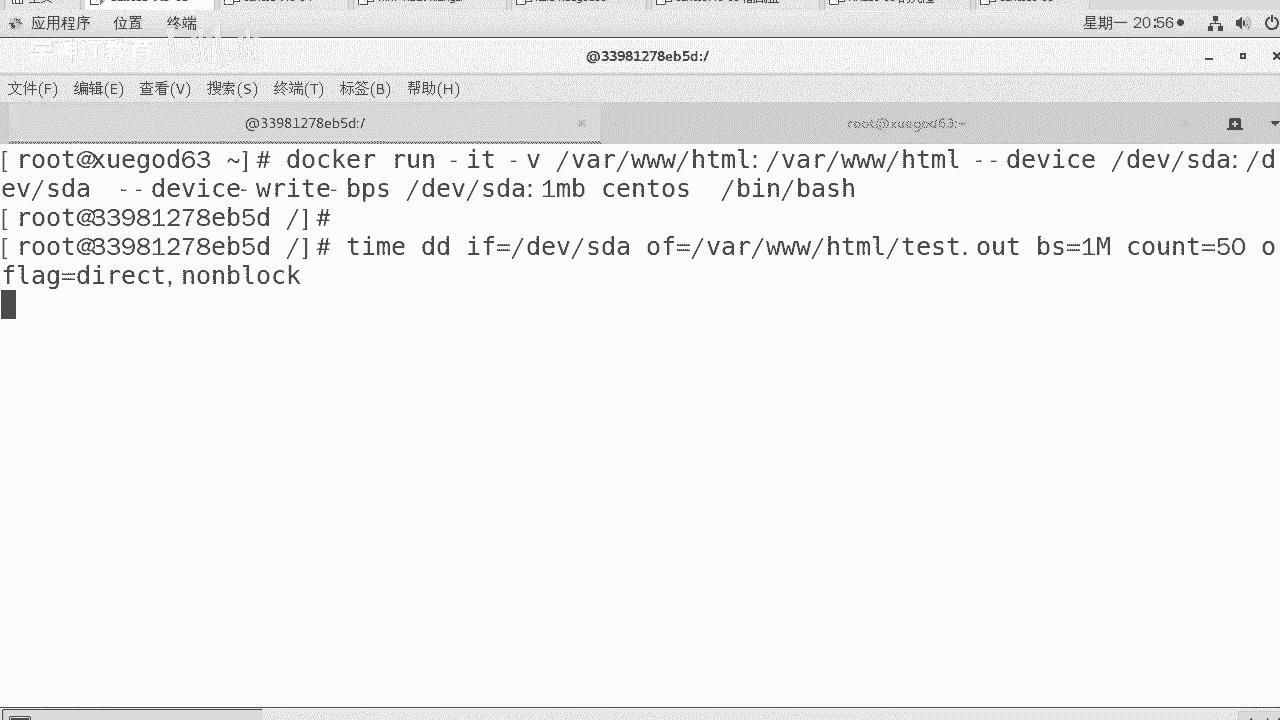 应用程序 位置 终端 星期一 20:56
@33981278eb5d:/
文件(F) 编辑(E) 查看(V) 搜索(S) 终端(T) 标签(B) 帮助(H)
@33981278eb5d:/ root@xuegod63:~
[root@xuegod63 ~]# docker run -it -v /var/www/html:/var/www/html --device /dev/sda:/d
ev/sda --device-write-bps /dev/sda:1mb centos /bin/bash
[root@33981278eb5d /]#
[root@33981278eb5d /]# time dd if=/dev/sda of=/var/www/html/test.out bs=1M count=50 o
flag=direct,nonblock